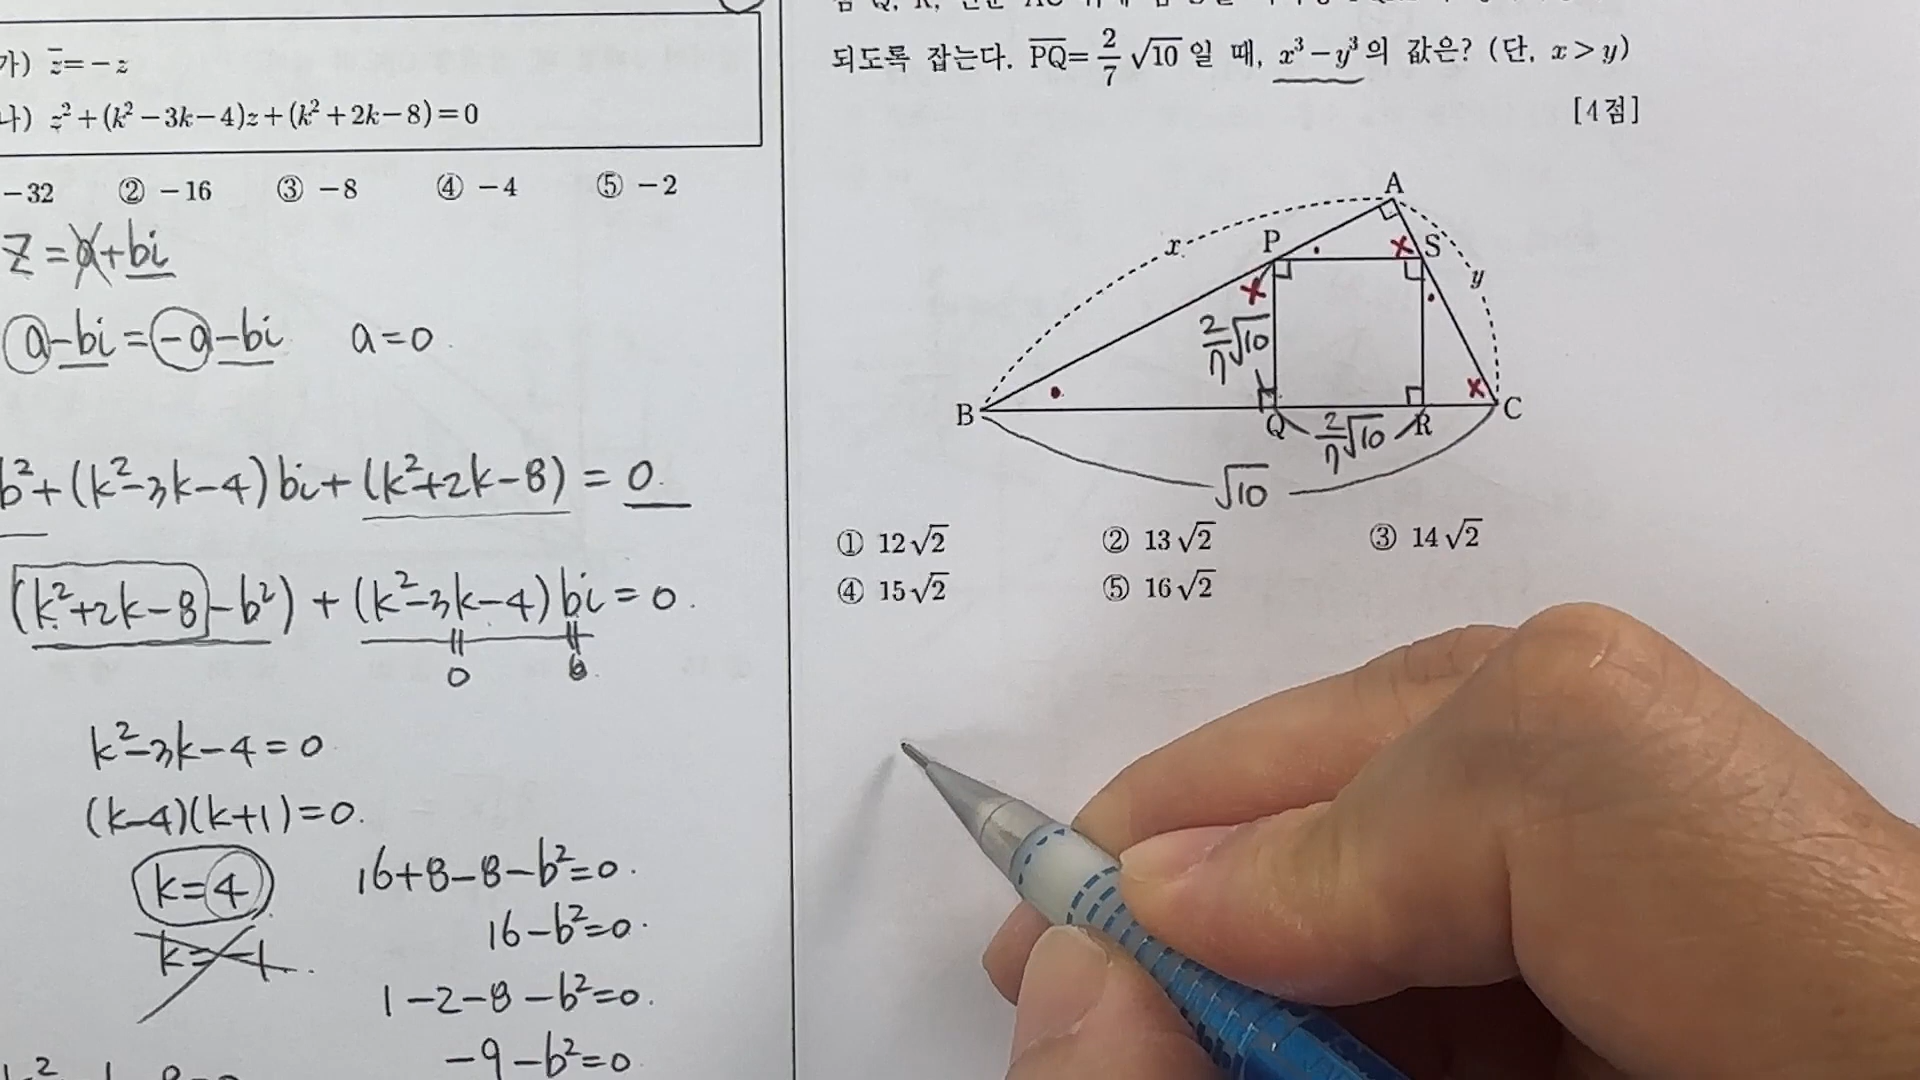 가) z̄=-z
나) z²+(k²-3k-4)z+(k²+2k-8)=0
-32 ② -16 ③ -8 ④ -4 ⑤ -2
Z=a+bi
a-bi=-a-bi a=0.
b²+(k²-3k-4)bi+(k²+2k-8)=0.
(k²+2k-8-b²)+(k²-3k-4)bi=0.
0
k²-3k-4=0
(k-4)(k+1)=0.
k=4
k=-1.
16+8-8-b²=0.
16-b²=0.
1-2-8-b²=0.
-9-b²=0
되도록 잡는다. P̅Q̅=2/7√10 일 때, x³-y³의 값은? (단, x>y)
[4점]
A
x
P
S
y
2/7√10
B
Q
2/7√10
R
C
√10
① 12√2 ② 13√2 ③ 14√2
④ 15√2 ⑤ 16√2